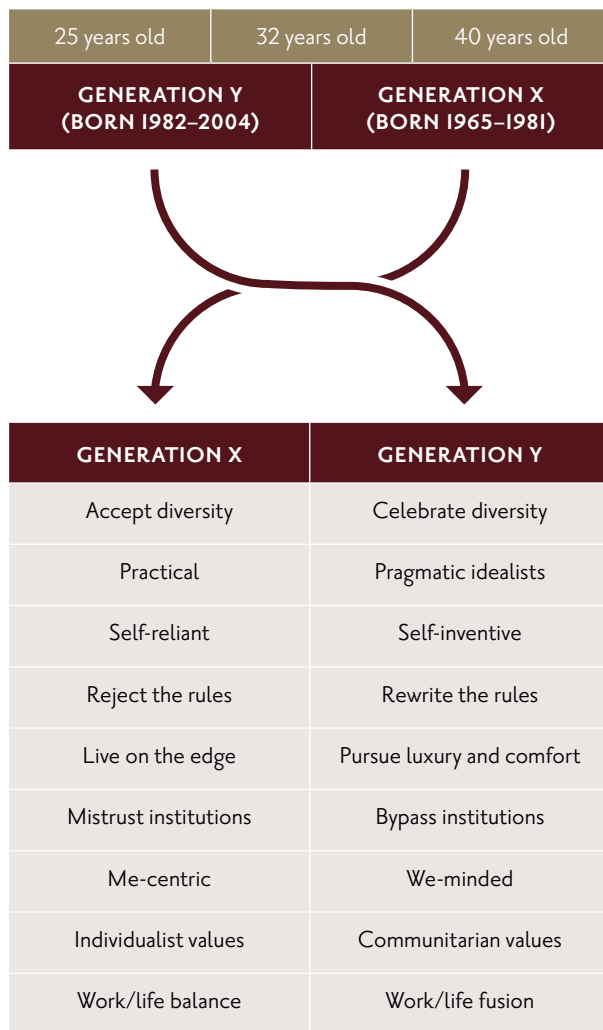 25 years old
32 years old
40 years old
GENERATION Y
(BORN 1982–2004)
GENERATION X
(BORN 1965–1981)
GENERATION X
GENERATION Y
Accept diversity
Celebrate diversity
Practical
Pragmatic idealists
Self-reliant
Self-inventive
Reject the rules
Rewrite the rules
Live on the edge
Pursue luxury and comfort
Mistrust institutions
Bypass institutions
Me-centric
We-minded
Individualist values
Communitarian values
Work/life balance
Work/life fusion